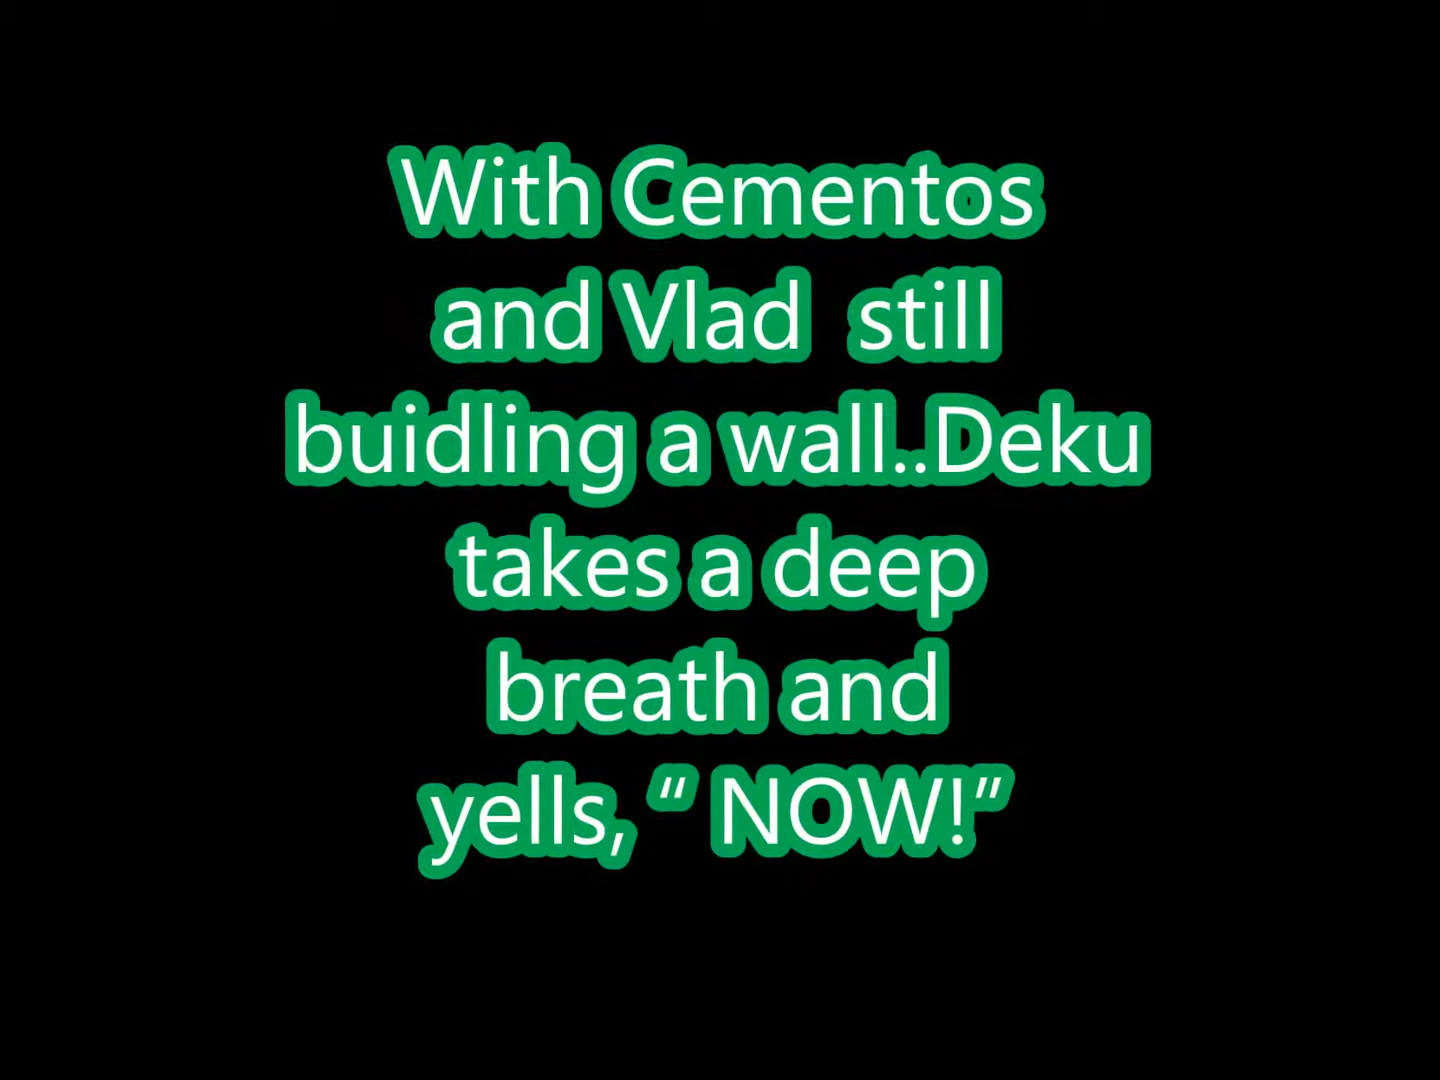 With Cementos
and Vlad  still
buidling a wall..Deku
takes a deep
breath and
yells, “ NOW!”